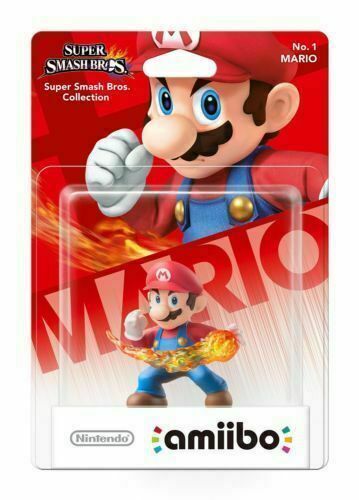 SUPER
SMASH BROS.
Super Smash Bros.
Collection
No. 1
MARIO
M
MARIO
M
Nintendo
amiibo